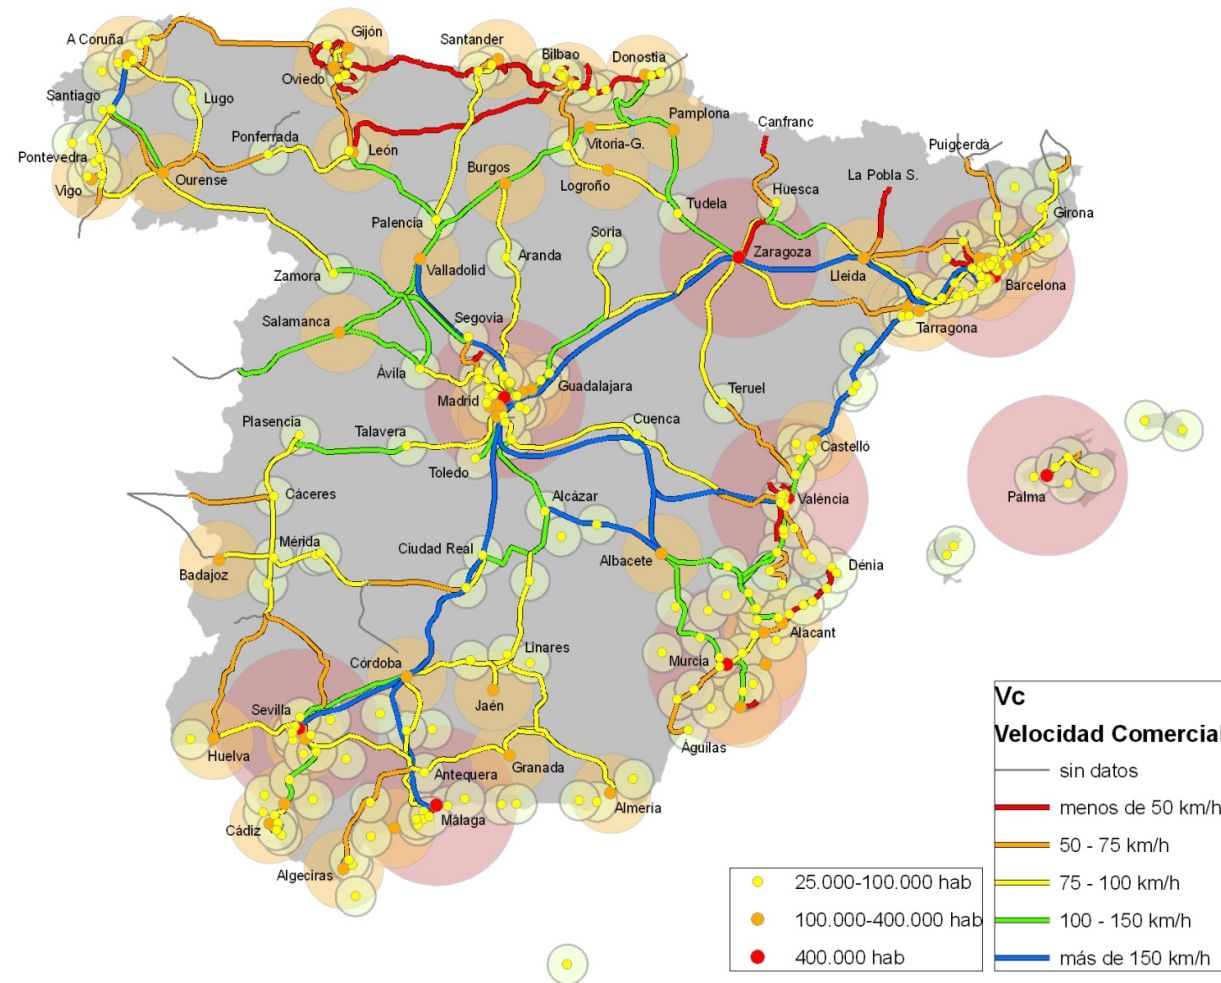 Gijón
A Coruña
Santander
Bilbao
Donostia
Oviedo
Santiago
Lugo
Pamplona
Canfranc
Ponferrada
Vitoria-G.
Puigcerdà
León
Pontevedra
Burgos
Ourense
Logroño
La Pobla S.
Vigo
Huesca
Tudela
Girona
Palencia
Soria
Zaragoza
Aranda
Valladolid
Lleida
Zamora
Barcelona
Segovia
Salamanca
Tarragona
Ávila
Guadalajara
Madrid
Teruel
Cuenca
Plasencia
Talavera
Castelló
Toledo
Cáceres
Alcázar
València
Palma
Mérida
Ciudad Real
Albacete
Dénia
Badajoz
Alacant
Linares
Murcia
Córdoba
Jaén
Sevilla
Águilas
Huelva
Granada
Antequera
Almería
Málaga
Cádiz
Algeciras
Vc
Velocidad Comercial
sin datos
menos de 50 km/h
50 - 75 km/h
75 - 100 km/h
100 - 150 km/h
más de 150 km/h
25.000-100.000 hab
100.000-400.000 hab
400.000 hab